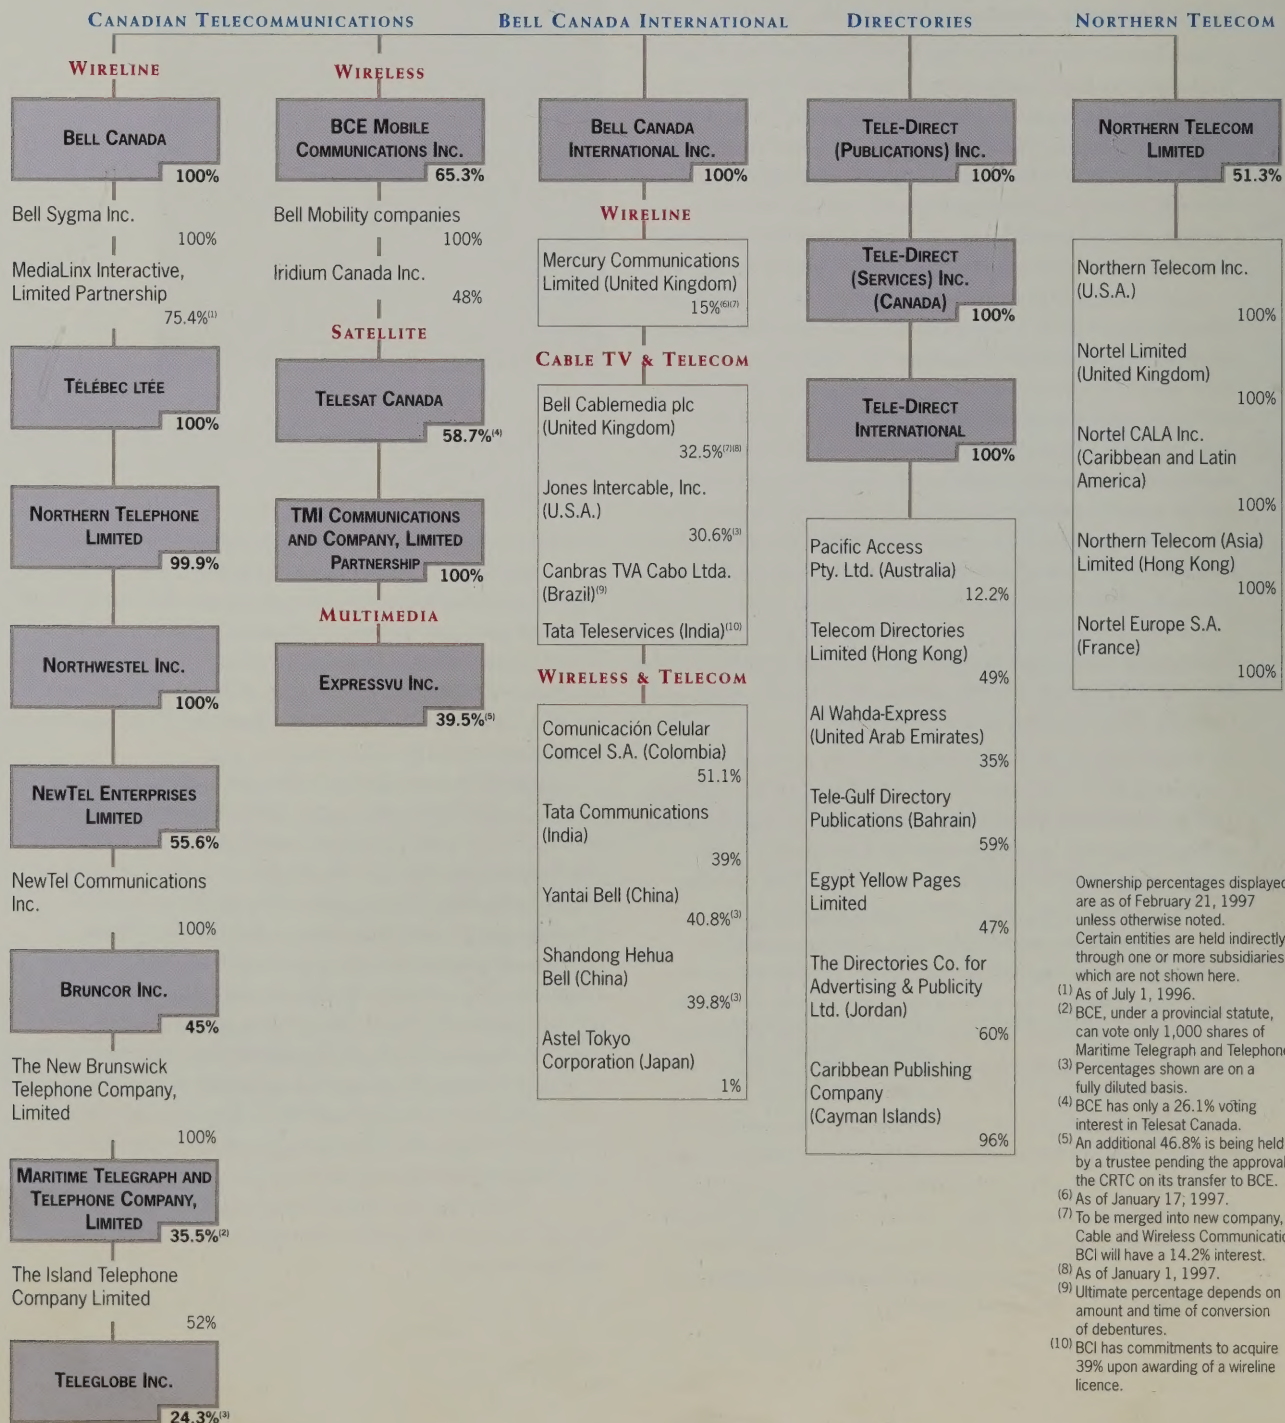 CANADIAN TELECOMMUNICATIONS
BELL CANADA INTERNATIONAL
DIRECTORIES
NORTHERN TELECOM
WIRELINE
BELL CANADA
100%
Bell Sygma Inc.
100%
MediaLinx Interactive,
Limited Partnership
75.4%(1)
TÉLÉBEC LTÉE
100%
NORTHERN TELEPHONE
LIMITED
99.9%
NORTHWESTEL INC.
100%
NEWTEL ENTERPRISES
LIMITED
55.6%
NewTel Communications
Inc.
100%
BRUNCOR INC.
45%
The New Brunswick
Telephone Company,
Limited
100%
MARITIME TELEGRAPH AND
TELEPHONE COMPANY,
LIMITED
35.5%(2)
The Island Telephone
Company Limited
52%
TELEGLOBE INC.
24.3%(3)
WIRELESS
BCE MOBILE
COMMUNICATIONS INC.
65.3%
Bell Mobility companies
100%
Iridium Canada Inc.
48%
SATELLITE
TELESAT CANADA
58.7%(4)
TMI COMMUNICATIONS
AND COMPANY, LIMITED
PARTNERSHIP
100%
MULTIMEDIA
EXPRESSVU INC.
39.5%(5)
BELL CANADA
INTERNATIONAL INC.
100%
WIRELINE
Mercury Communications
Limited (United Kingdom)
15%(6)(7)
CABLE TV & TELECOM
Bell Cablemedia plc
(United Kingdom)
32.5%(7)(8)
Jones Intercable, Inc.
(U.S.A.)
30.6%(3)
Canbras TVA Cabo Ltda.
(Brazil)(9)
Tata Teleservices (India)(10)
WIRELESS & TELECOM
Comunicación Celular
Comcel S.A. (Colombia)
51.1%
Tata Communications
(India)
39%
Yantai Bell (China)
40.8%(3)
Shandong Hehua
Bell (China)
39.8%(3)
Astel Tokyo
Corporation (Japan)
1%
TELE-DIRECT
(PUBLICATIONS) INC.
100%
TELE-DIRECT
(SERVICES) INC.
(CANADA)
100%
TELE-DIRECT
INTERNATIONAL
100%
Pacific Access
Pty. Ltd. (Australia)
12.2%
Telecom Directories
Limited (Hong Kong)
49%
Al Wahda-Express
(United Arab Emirates)
35%
Tele-Gulf Directory
Publications (Bahrain)
59%
Egypt Yellow Pages
Limited
47%
The Directories Co. for
Advertising & Publicity
Ltd. (Jordan)
60%
Caribbean Publishing
Company
(Cayman Islands)
96%
NORTHERN TELECOM
LIMITED
51.3%
Northern Telecom Inc.
(U.S.A.)
100%
Nortel Limited
(United Kingdom)
100%
Nortel CALA Inc.
(Caribbean and Latin
America)
100%
Northern Telecom (Asia)
Limited (Hong Kong)
100%
Nortel Europe S.A.
(France)
100%
Ownership percentages displayed
are as of February 21, 1997
unless otherwise noted.
Certain entities are held indirectly
through one or more subsidiaries
which are not shown here.
(1) As of July 1, 1996.
(2) BCE, under a provincial statute,
can vote only 1,000 shares of
Maritime Telegraph and Telephone
(3) Percentages shown are on a
fully diluted basis.
(4) BCE has only a 26.1% voting
interest in Telesat Canada.
(5) An additional 46.8% is being held
by a trustee pending the approval
the CRTC on its transfer to BCE.
(6) As of January 17, 1997.
(7) To be merged into new company,
Cable and Wireless
BCI will have a 14.2% interest.
(8) As of January 1, 1997.
(9) Ultimate percentage depends on
amount and time of conversion
of debentures.
(10) BCI has commitments to acquire
39% upon awarding of a wireline
licence.